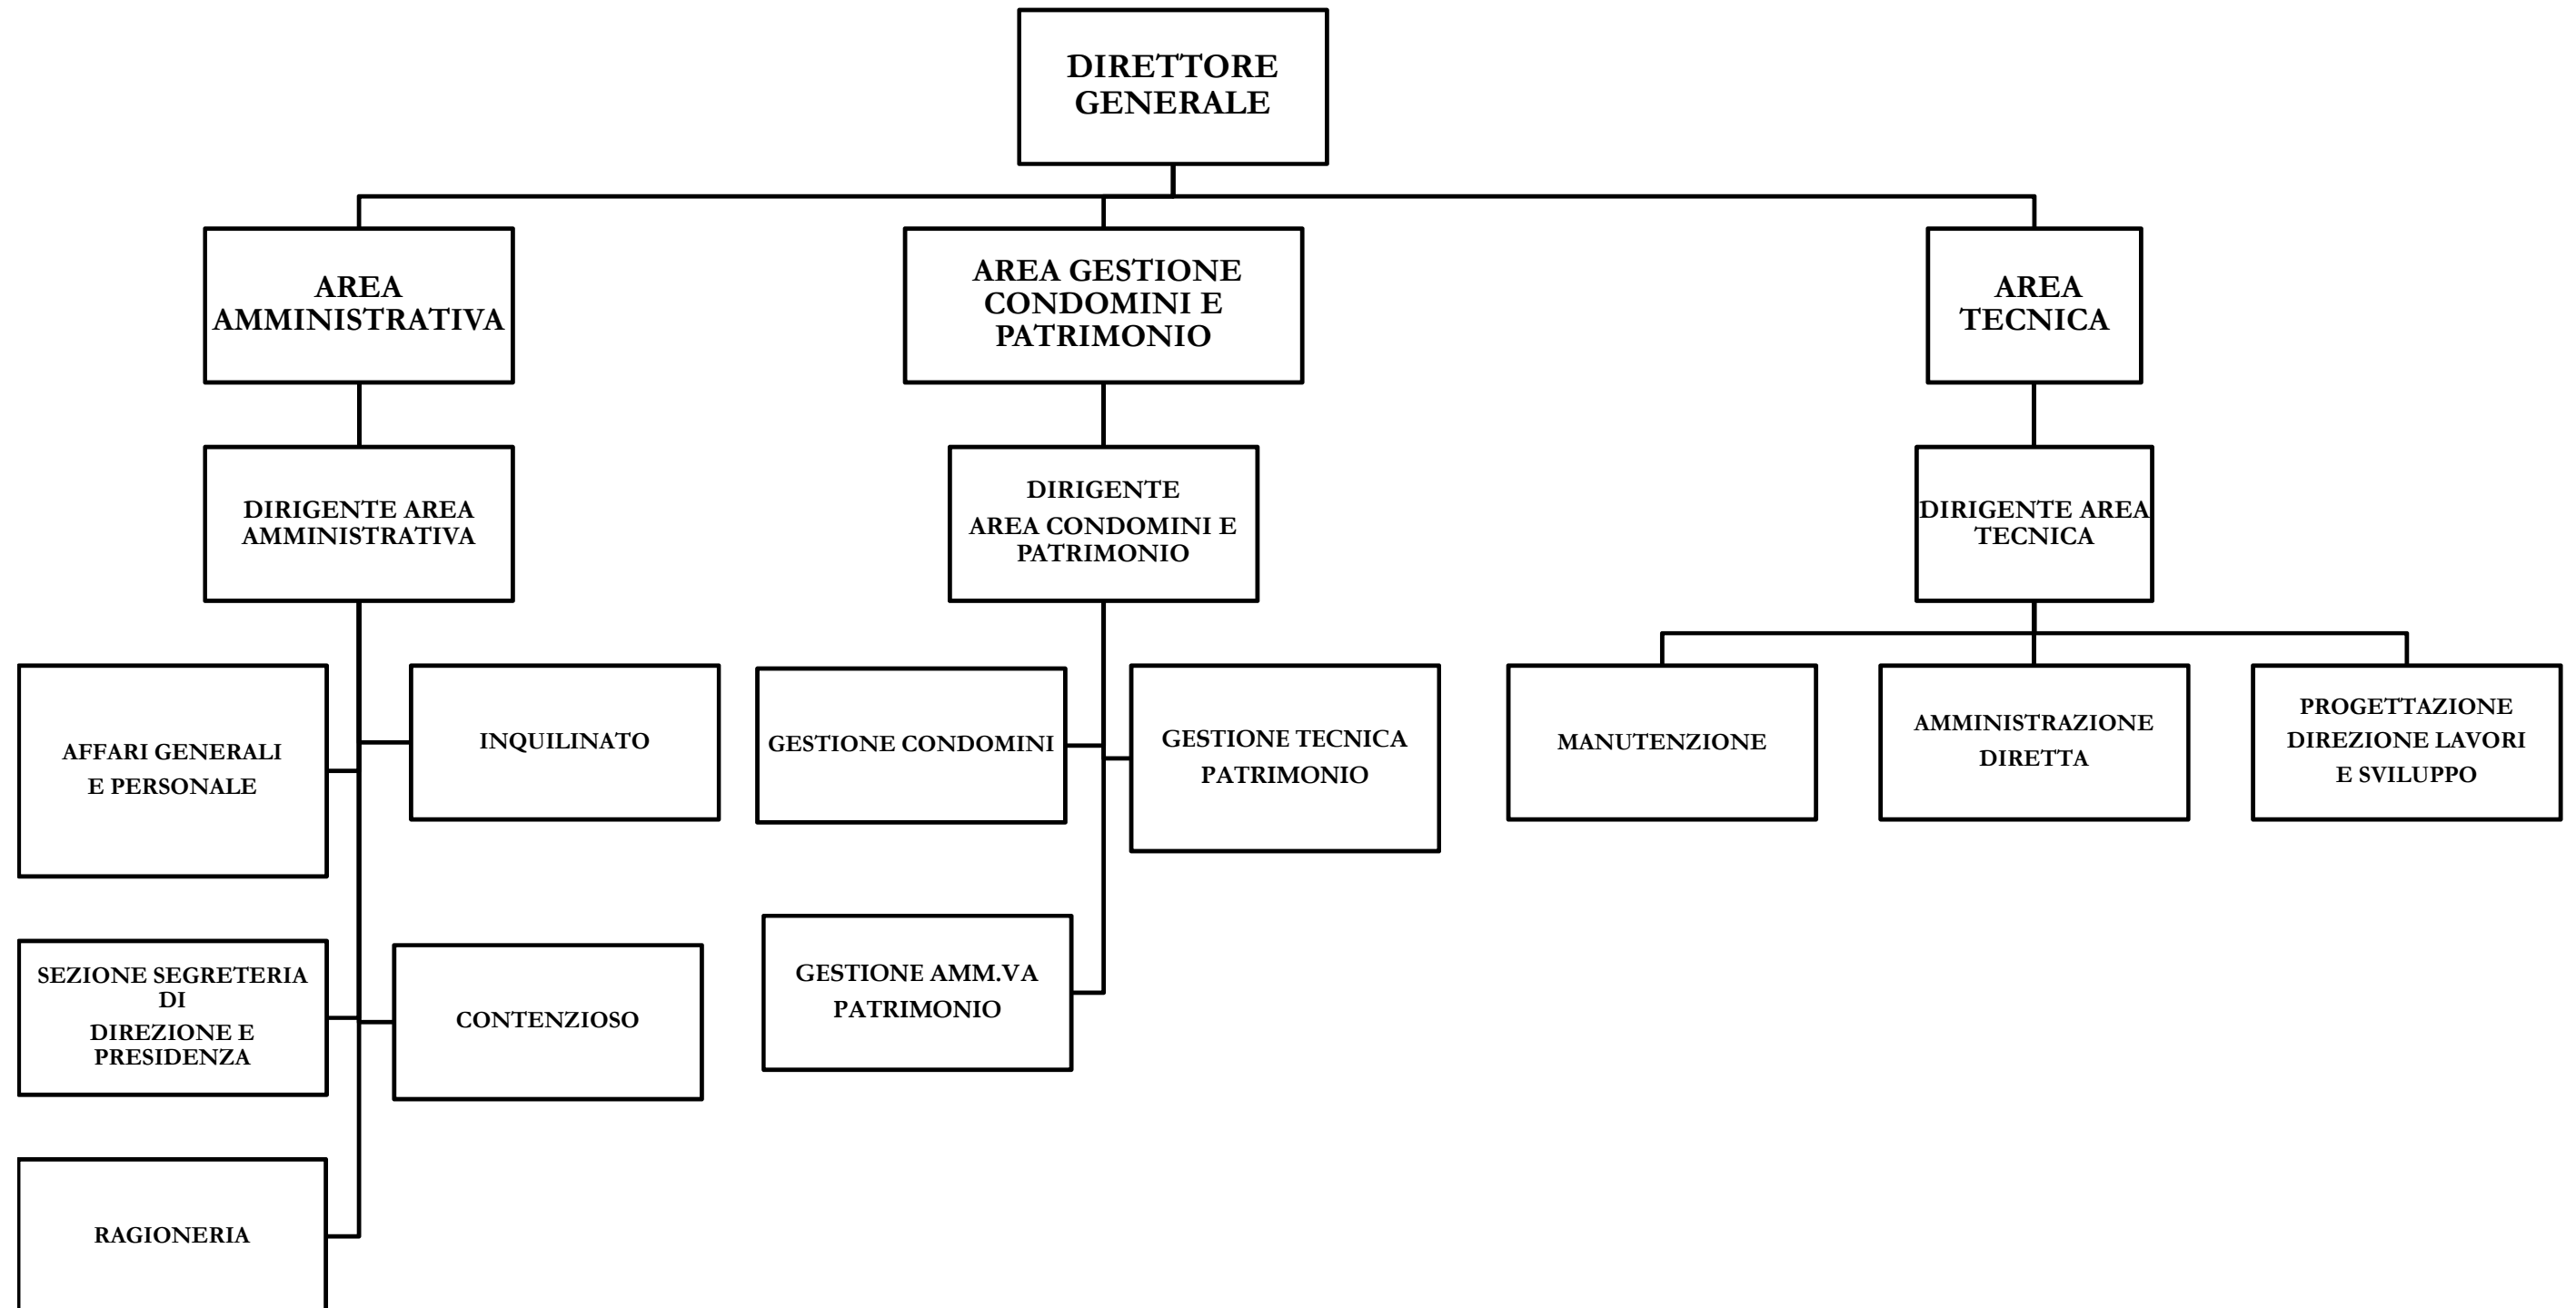 DIRETTORE
GENERALE
AREA
AMMINISTRATIVA
AREA GESTIONE
CONDOMINI E
PATRIMONIO
AREA
TECNICA
DIRIGENTE AREA
AMMINISTRATIVA
DIRIGENTE
AREA CONDOMINI E
PATRIMONIO
DIRIGENTE AREA
TECNICA
AFFARI GENERALI
E PERSONALE
INQUILINATO
GESTIONE CONDOMINI
GESTIONE TECNICA
PATRIMONIO
MANUTENZIONE
AMMINISTRAZIONE
DIRETTA
PROGETTAZIONE
DIREZIONE LAVORI
E SVILUPPO
SEZIONE SEGRETERIA
DI
DIREZIONE E
PRESIDENZA
CONTENZIOSO
GESTIONE AMM.VA
PATRIMONIO
RAGIONERIA